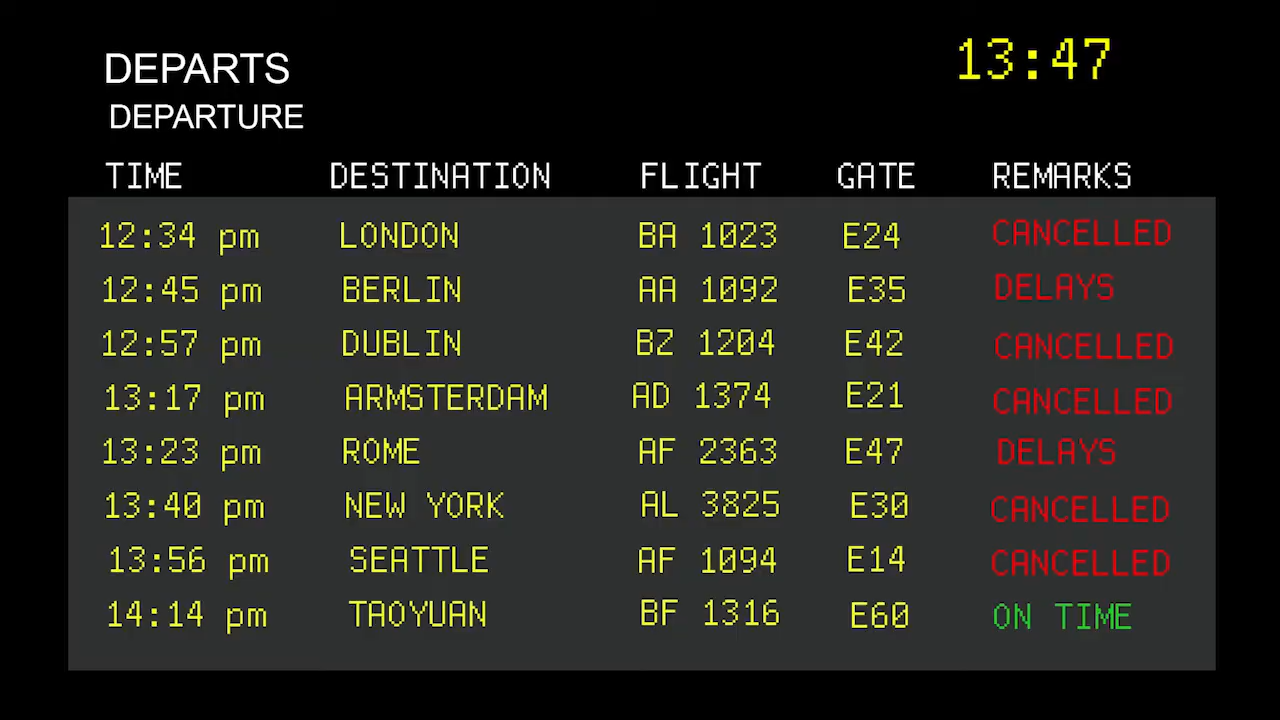 DEPARTS
13:47
DEPARTURE
TIME DESTINATION FLIGHT GATE REMARKS
12:34 pm LONDON BA 1023 E24 CANCELLED
12:45 pm BERLIN AA 1092 E35 DELAYS
12:57 pm DUBLIN BZ 1204 E42 CANCELLED
13:17 pm ARMSTERDAM AD 1374 E21 CANCELLED
13:23 pm ROME AF 2363 E47 DELAYS
13:40 pm NEW YORK AL 3825 E30 CANCELLED
13:56 pm SEATTLE AF 1094 E14 CANCELLED
14:14 pm TAOYUAN BF 1316 E60 ON TIME